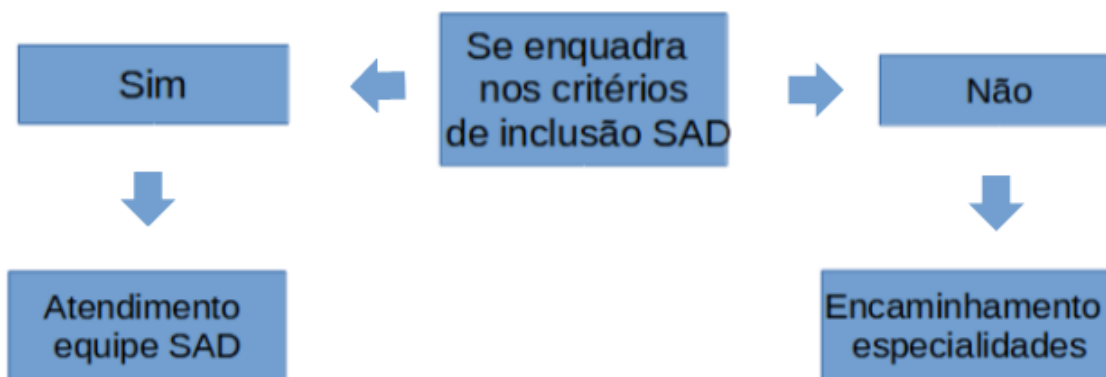 Se enquadra
nos critérios
de inclusão SAD
Sim
Não
Atendimento
equipe SAD
Encaminhamento
especialidades